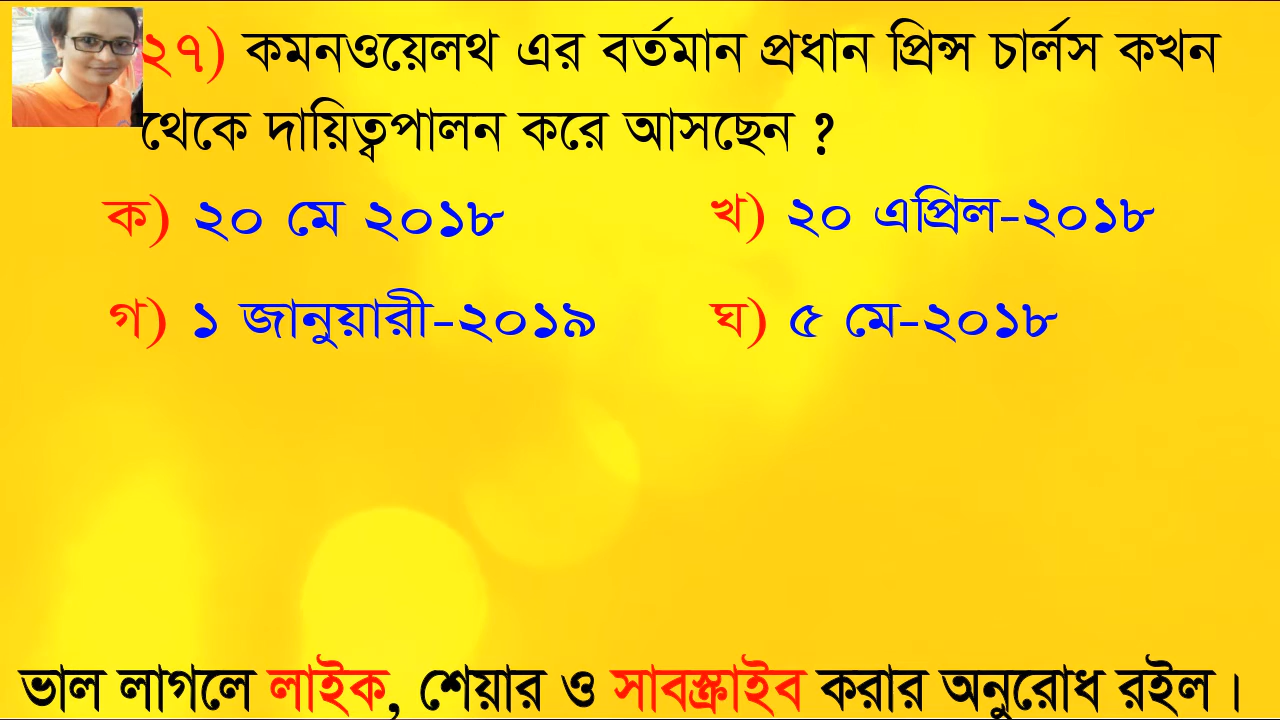 ২৭) কমনওয়েলথ এর বর্তমান প্রধান প্রিন্স চার্লস কখন
থেকে দায়িত্বপালন করে আসছেন ?
ক) ২০ মে ২০১৮ খ) ২০ এপ্রিল-২০১৮
গ) ১ জানুয়ারী-২০১৯ ঘ) ৫ মে-২০১৮
ভাল লাগলে লাইক, শেয়ার ও সাবস্ক্রাইব করার অনুরোধ রইল।